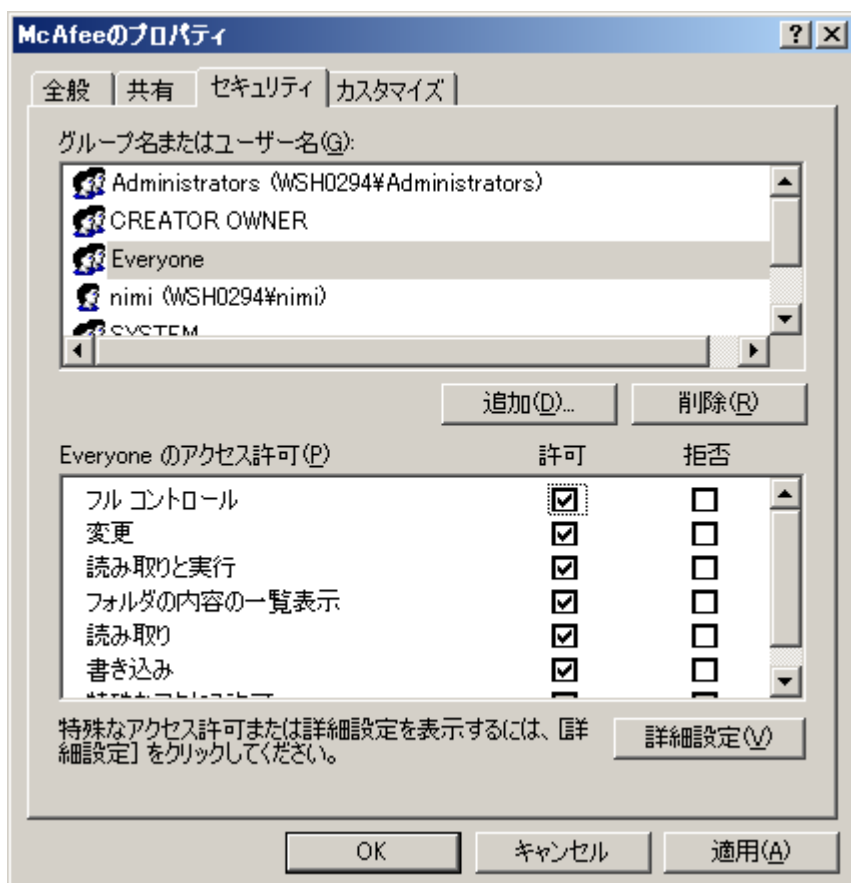 McAfeeのプロパティ
全般 共有 セキュリティ カスタマイズ
グループ名またはユーザー名(G):
Administrators (WSH0294¥Administrators)
CREATOR OWNER
Everyone
nimi (WSH0294¥nimi)
SYSTEM
追加(D)... 削除(R)
Everyone のアクセス許可(P) 許可 拒否
フル コントロール
変更
読み取りと実行
フォルダの内容の一覧表示
読み取り
書き込み
特殊なアクセス許可または詳細設定を表示するには、[詳
細設定] をクリックしてください。
詳細設定(V)
OK キャンセル 適用(A)